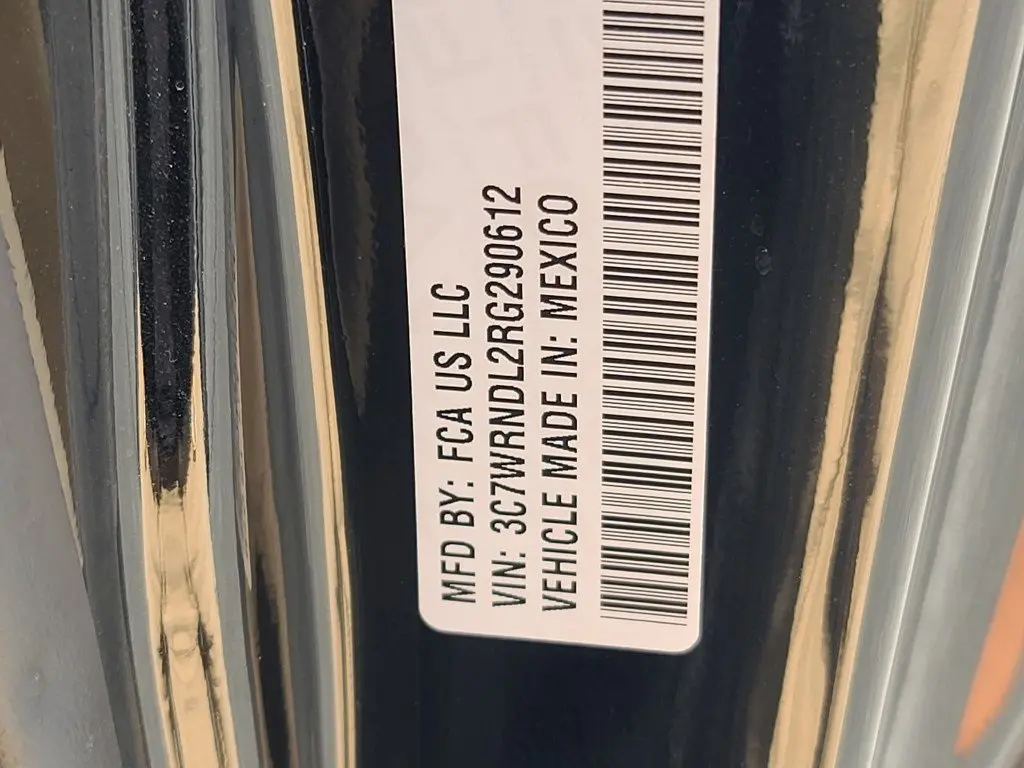 MFD BY: FCA US LLC
VIN: 3C7WRNDL2RG290612
VEHICLE MADE IN: MEXICO